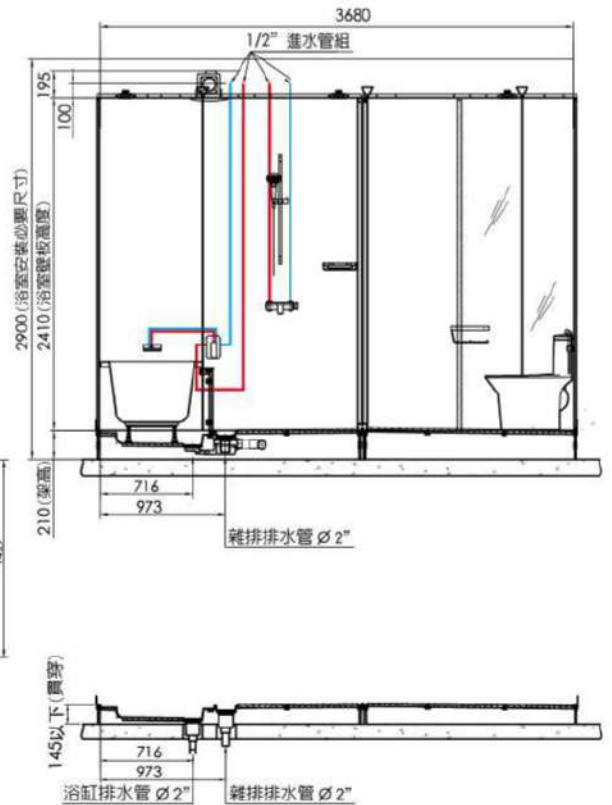 3680
1/2” 進水管組
195
100
2900(浴室安裝必要尺寸)
2410(浴室壁板高度)
210(架高)
716
973
雜排排水管 Ø 2”
145以下(貫穿)
716
973
浴缸排水管 Ø 2”
雜排排水管 Ø 2”